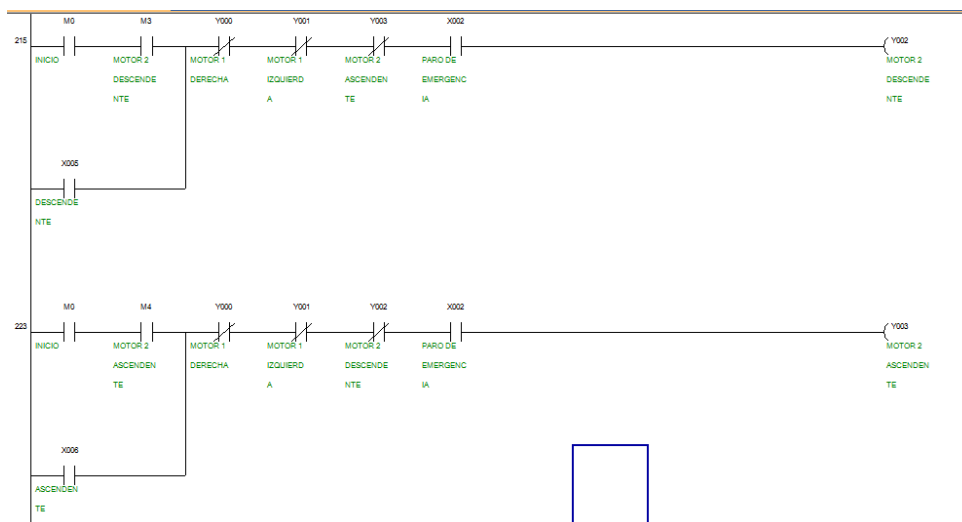 M0 M3 Y000 Y001 Y003 X002
215 Y002
INICIO MOTOR 2 MOTOR 1 MOTOR 1 MOTOR 2 PARO DE MOTOR 2
DESCENDE DERECHA IZQUIERD ASCENDEN EMERGENC DESCENDE
NTE A TE IA NTE
X005
DESCENDE
NTE
M0 M4 Y000 Y001 Y002 X002
223 Y003
INICIO MOTOR 2 MOTOR 1 MOTOR 1 MOTOR 2 PARO DE MOTOR 2
ASCENDEN DERECHA IZQUIERD DESCENDE EMERGENC ASCENDEN
TE A NTE IA TE
X006
ASCENDEN
TE